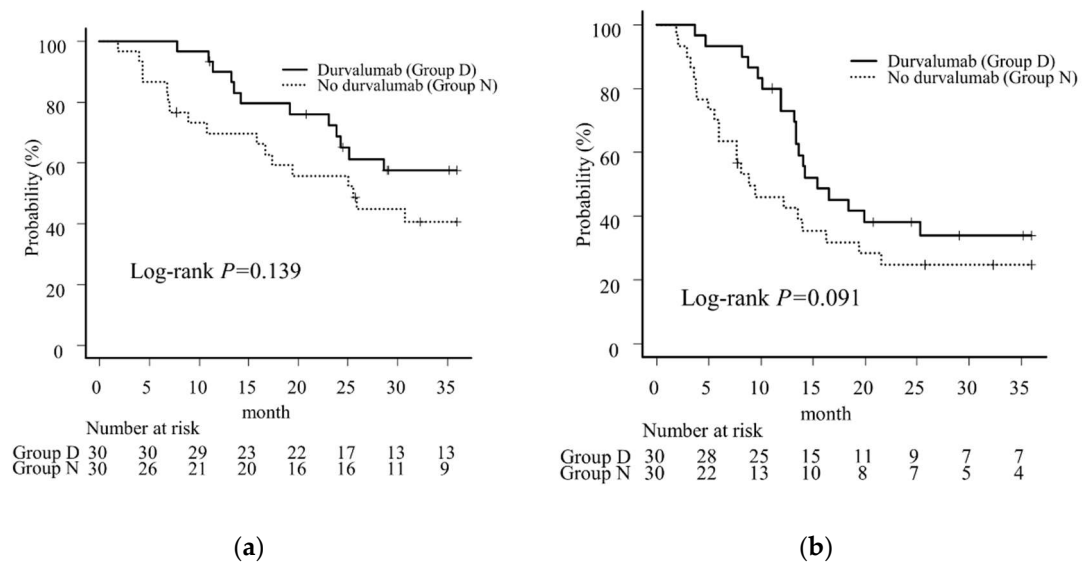 100
80
60
40
20
0
Probability (%)
Durvalumab (Group D)
No durvalumab (Group N)
Log-rank P=0.139
0 5 10 15 20 25 30 35
month
Number at risk
Group D 30 30 29 23 22 17 13 13
Group N 30 26 21 20 16 16 11 9
(a)
100
80
60
40
20
0
Probability (%)
Durvalumab (Group D)
No durvalumab (Group N)
Log-rank P=0.091
0 5 10 15 20 25 30 35
month
Number at risk
Group D 30 28 25 15 11 9 7 7
Group N 30 22 13 10 8 7 5 4
(b)